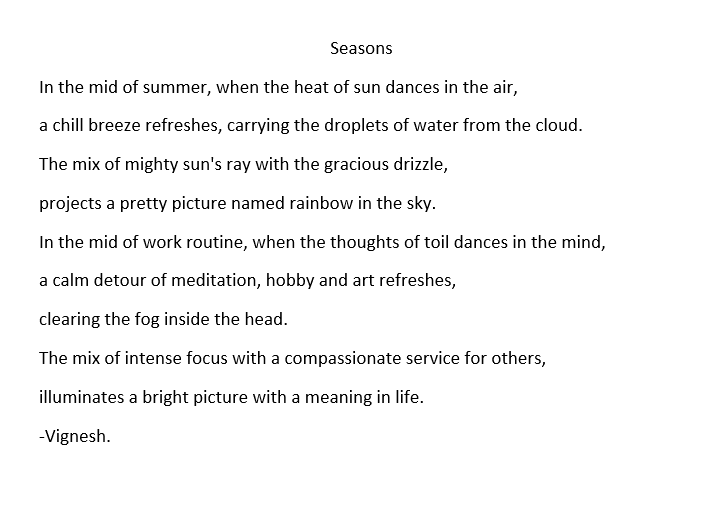 Seasons
In the mid of summer, when the heat of sun dances in the air,
a chill breeze refreshes, carrying the droplets of water from the cloud.
The mix of mighty sun's ray with the gracious drizzle,
projects a pretty picture named rainbow in the sky.
In the mid of work routine, when the thoughts of toil dances in the mind,
a calm detour of meditation, hobby and art refreshes,
clearing the fog inside the head.
The mix of intense focus with a compassionate service for others,
illuminates a bright picture with a meaning in life.
-Vignesh.